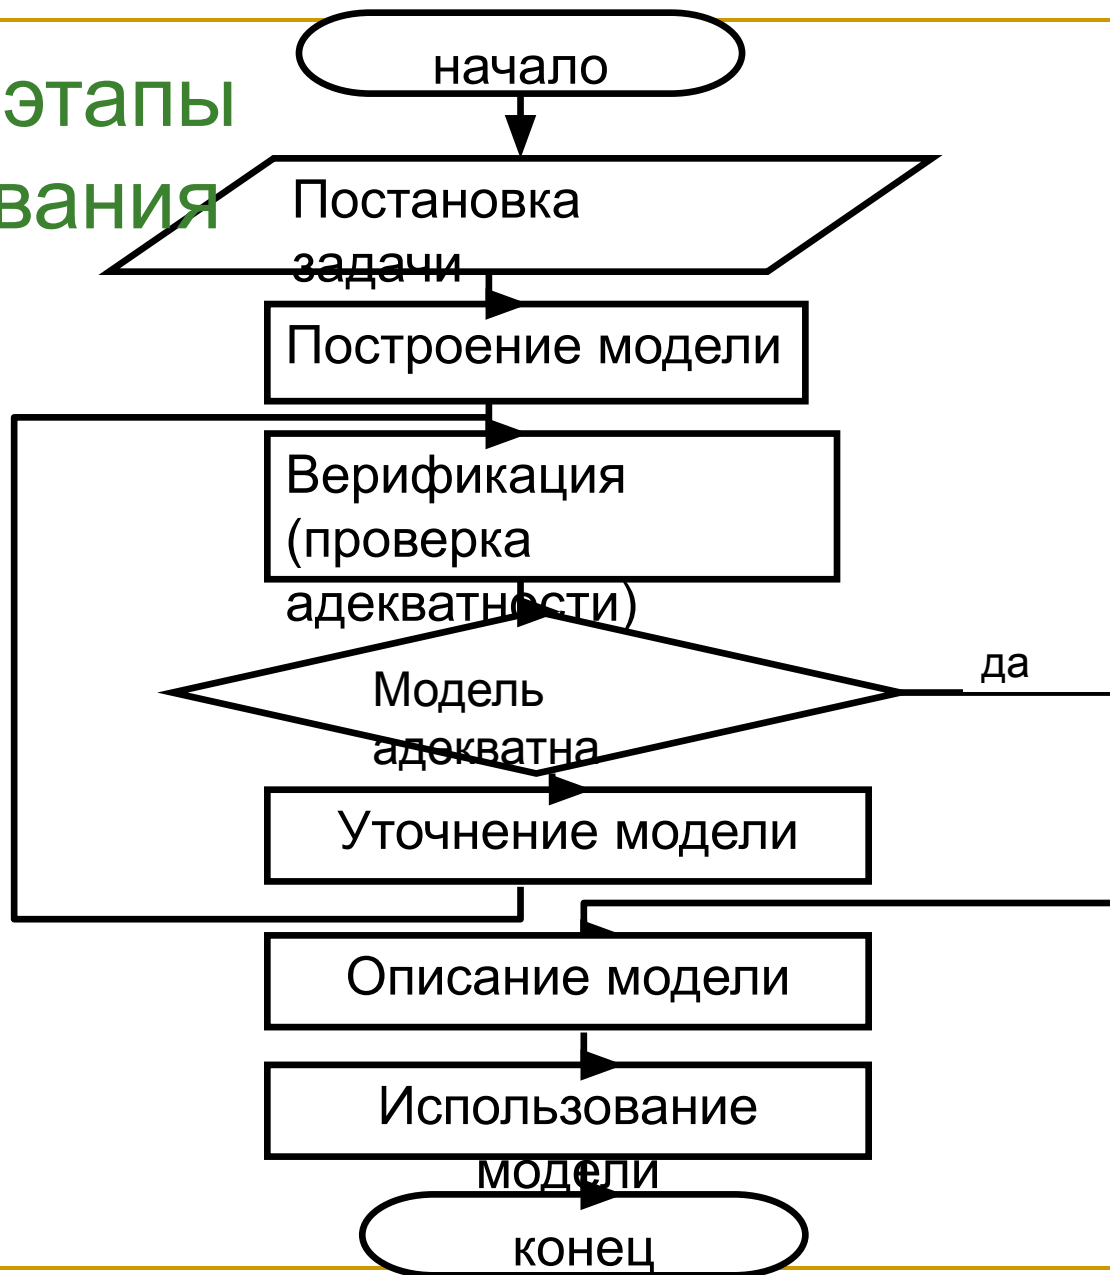 начало
этапы
вания
Постановка
задачи
Построение модели
Верификация
(проверка
адекватности)
да
Модель
адекватна
Уточнение модели
Описание модели
Использование
модели
конец